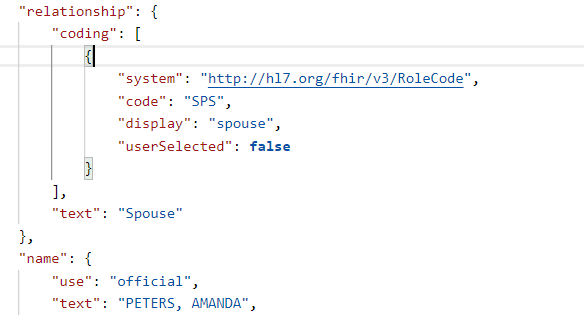 "relationship": {
"coding": [
{
"system": "http://hl7.org/fhir/v3/RoleCode",
"code": "SPS",
"display": "spouse",
"userSelected": false
}
],
"text": "Spouse"
},
"name": {
"use": "official",
"text": "PETERS, AMANDA",